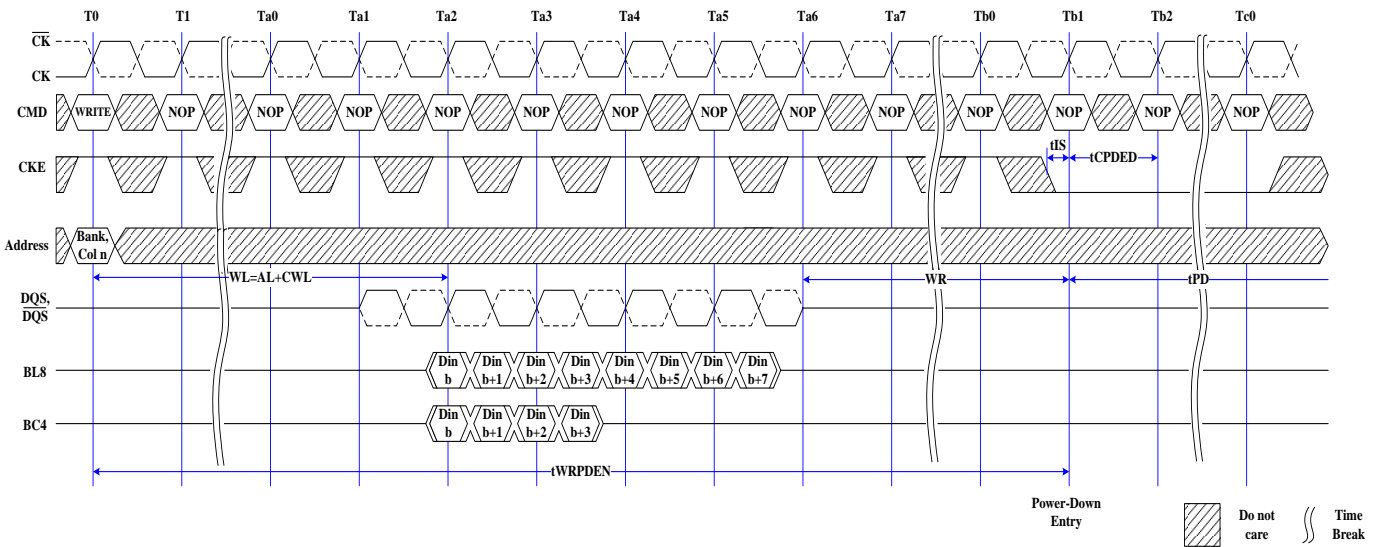 T0 T1 Ta0 Ta1 Ta2 Ta3 Ta4 Ta5 Ta6 Ta7 Tb0 Tb1 Tb2 Tc0
CK
CK
CMD WRITE NOP NOP NOP NOP NOP NOP NOP NOP NOP NOP NOP NOP NOP
tIS tCPDED
CKE
Address Bank,
Col n
WL=AL+CWL WR tPD
DQS,
DQS
BL8 Din b Din b+1 Din b+2 Din b+3 Din b+4 Din b+5 Din b+6 Din b+7
BC4 Din b Din b+1 Din b+2 Din b+3
tWRPDEN
Power-Down
Entry
Do not
care
Time
Break